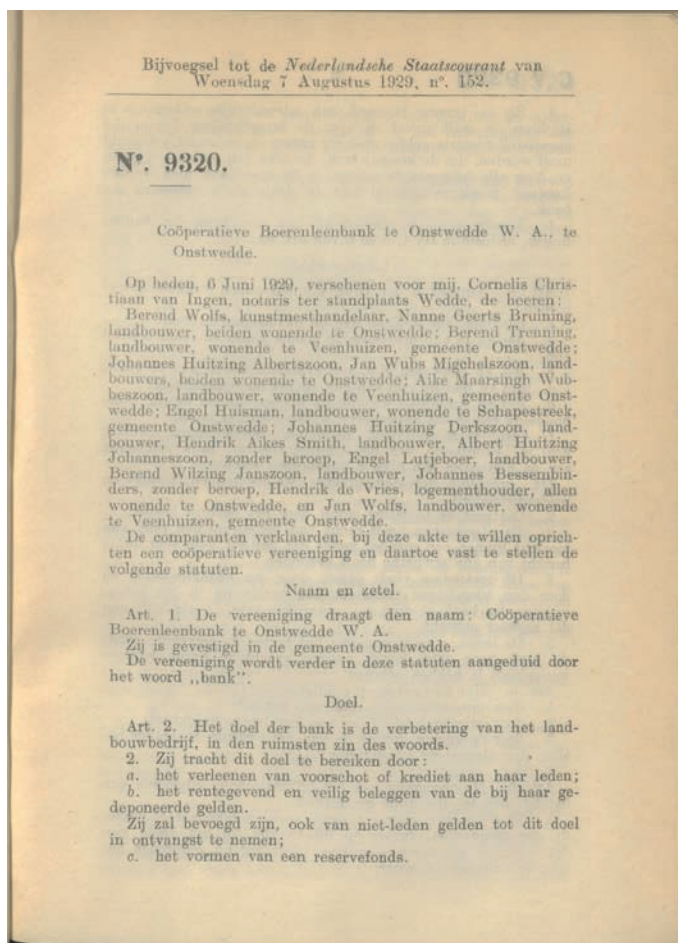 Bijvoegsel tot de Nederlandsche Staatscourant van
Woensdag 7 Augustus 1929, n°. 152.
N°. 9320.
Coöperatieve Boerenleenbank te Onstwedde W. A., te
Onstwedde.
Op heden, 6 Juni 1929, verschenen voor mij, Cornelis Chris-
tiaan van Ingen, notaris ter standplaats Wedde, de heeren:
Berend Wolfs, kunstmesthandelaar, Nanne Geerts Bruining,
landbouwer, beiden wonende te Onstwedde; Berend Trenning,
landbouwer, wonende te Veenhuizen, gemeente Onstwedde;
Johannes Huitzing Albertszoon, Jan Wubs Migchelszoon, land-
bouwers, beiden wonende te Onstwedde; Aike Maarsingh Wub-
beszoon, landbouwer, wonende te Veenhuizen, gemeente Onst-
wedde; Engel Huisman, landbouwer, wonende te Schapestreek,
gemeente Onstwedde; Johannes Huitzing Derkszoon, land-
bouwer, Hendrik Aikes Smith, landbouwer, Albert Huitzing
Johanneszoon, zonder beroep, Engel Lutjeboer, landbouwer,
Berend Wilzing Janszoon, landbouwer, Johannes Bessembin-
ders, zonder beroep, Hendrik de Vries, logementhouder, allen
wonende te Onstwedde, en Jan Wolfs, landbouwer, wonende
te Veenhuizen, gemeente Onstwedde.
De comparanten verklaarden, bij deze akte te willen oprich-
ten een coöperatieve vereeniging en daartoe vast te stellen de
volgende statuten.
Naam en zetel.
Art. 1. De vereeniging draagt den naam: Coöperatieve
Boerenleenbank te Onstwedde W. A.
Zij is gevestigd in de gemeente Onstwedde.
De vereeniging wordt verder in deze statuten aangeduid door
het woord „bank".
Doel.
Art. 2. Het doel der bank is de verbetering van het land-
bouwbedrijf, in den ruimsten zin des woords.
2. Zij tracht dit doel te bereiken door:
a. het verleenen van voorschot of krediet aan haar leden;
b. het rentegevend en veilig beleggen van de bij haar ge-
deponeerde gelden.
Zij zal bevoegd zijn, ook van niet-leden gelden tot dit doel
in ontvangst te nemen;
c. het vormen van een reservefonds.